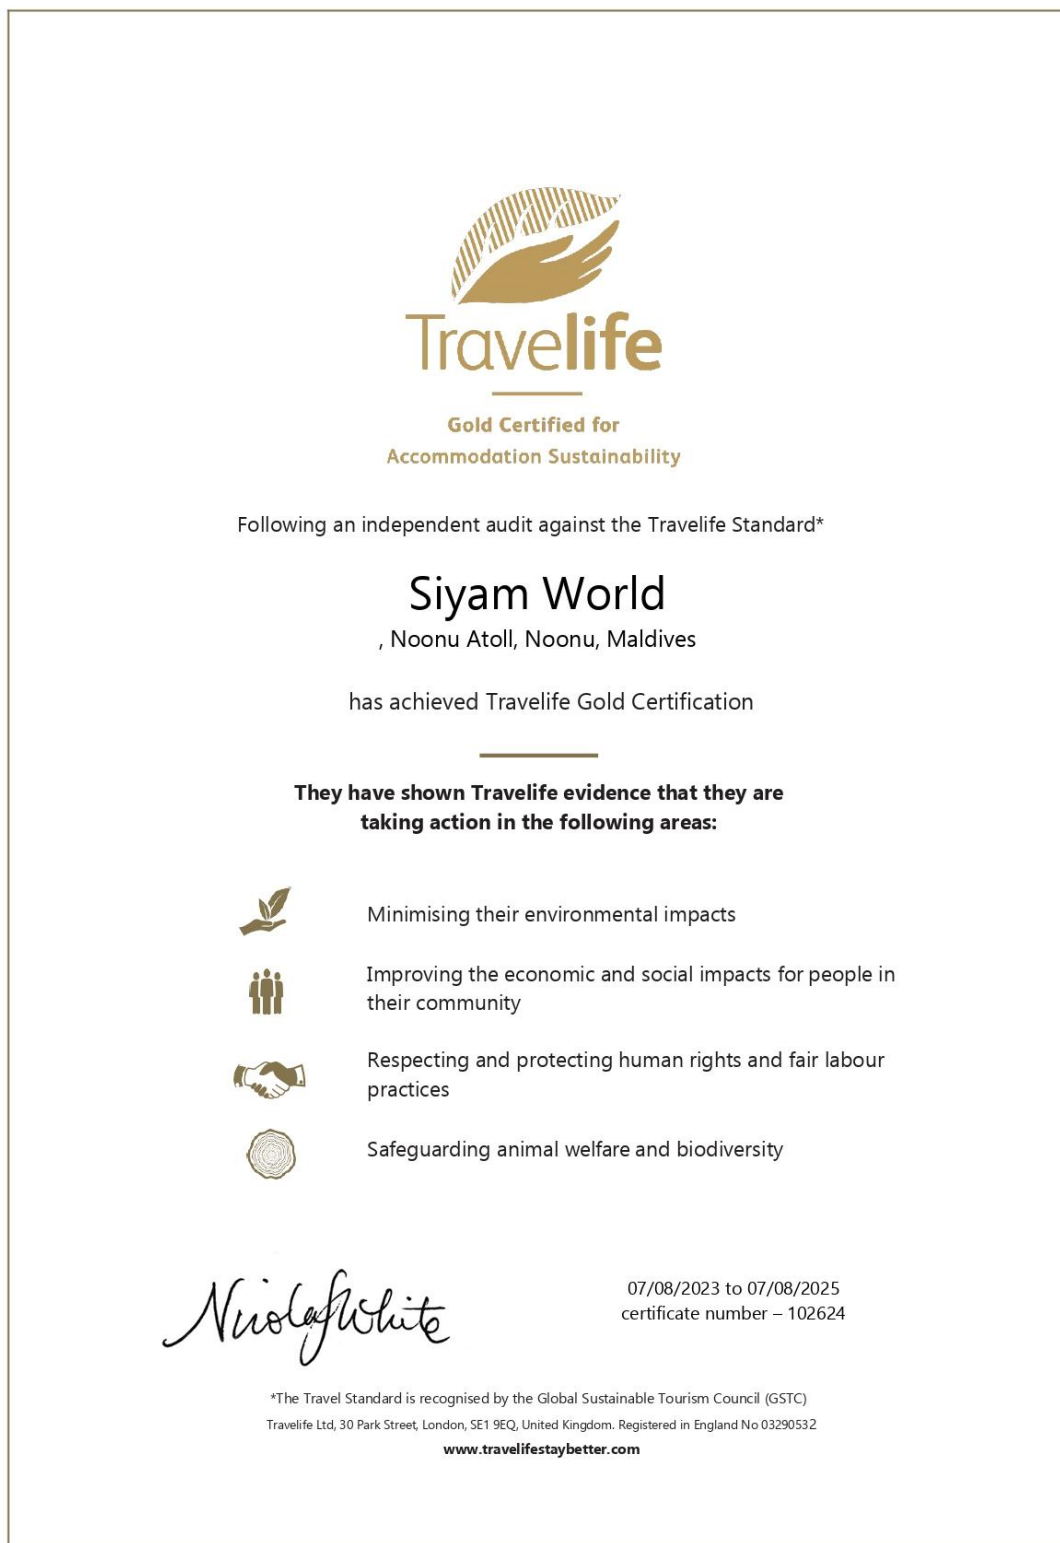 Travelife
Gold Certified for
Accommodation Sustainability
Following an independent audit against the Travelife Standard*
Siyam World
, Noonu Atoll, Noonu, Maldives
has achieved Travelife Gold Certification
They have shown Travelife evidence that they are
taking action in the following areas:
Minimising their environmental impacts
Improving the economic and social impacts for people in
their community
Respecting and protecting human rights and fair labour
practices
Safeguarding animal welfare and biodiversity
Nicola J White
07/08/2023 to 07/08/2025
certificate number – 102624
*The Travel Standard is recognised by the Global Sustainable Tourism Council (GSTC)
Travelife Ltd, 30 Park Street, London, SE1 9EQ, United Kingdom. Registered in England No 03290532
www.travelifestaybetter.com